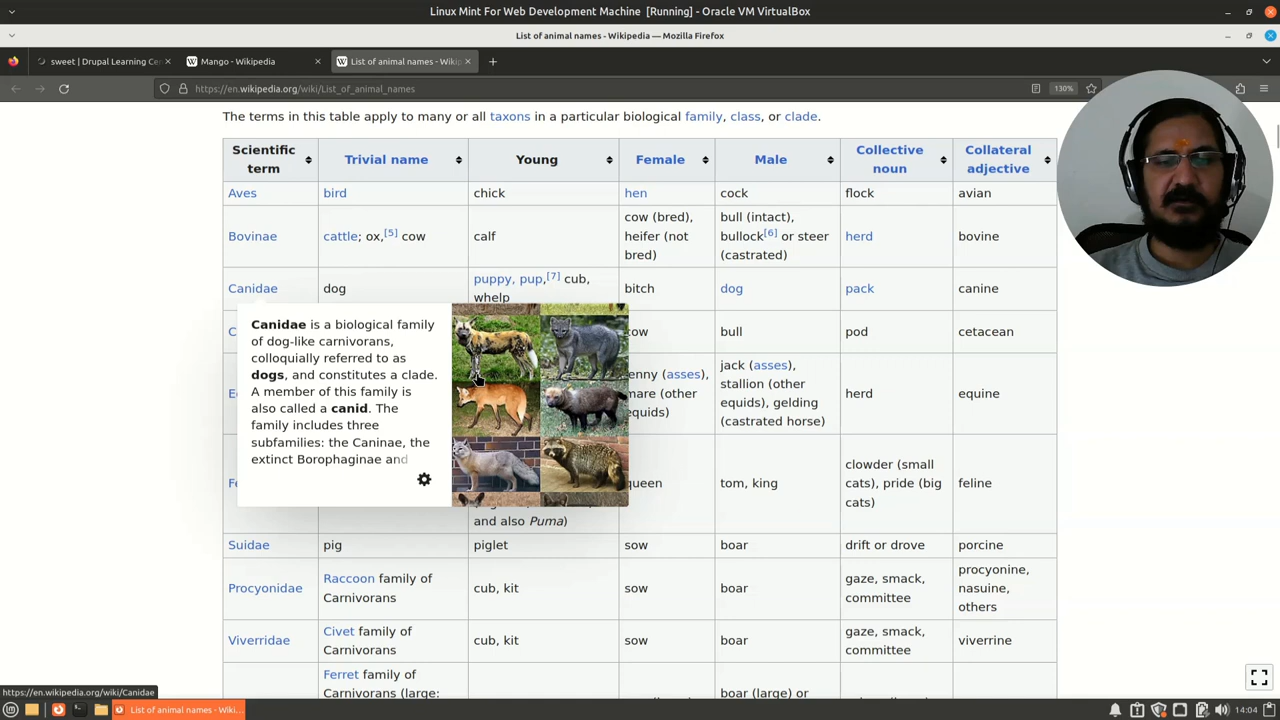 Linux Mint For Web Development Machine [Running] - Oracle VM VirtualBox
List of animal names - Wikipedia — Mozilla Firefox
sweet | Drupal Learning Ce
Mango - Wikipedia
List of animal names - Wikip
https://en.wikipedia.org/wiki/List_of_animal_names
130%
The terms in this table apply to many or all taxons in a particular biological family, class, or clade.
Scientific term Trivial name Young Female Male Collective noun Collateral adjective
Aves bird chick hen cock flock avian
Bovinae cattle; ox,[5] cow calf cow (bred), heifer (not bred) bull (intact), bullock[6] or steer (castrated) herd bovine
Canidae dog puppy, pup,[7] cub, whelp bitch dog pack canine
Canidae is a biological family
of dog-like carnivorans,
colloquially referred to as
dogs, and constitutes a clade.
A member of this family is
also called a canid. The
family includes three
subfamilies: the Caninae, the
extinct Borophaginae and
bull pod cetacean
(asses), mare (other equids) jack (asses), stallion (other equids), gelding (castrated horse) herd equine
and also Puma) queen tom, king clowder (small cats), pride (big cats) feline
Suidae pig piglet sow boar drift or drove porcine
Procyonidae Raccoon family of Carnivorans cub, kit sow boar gaze, smack, committee procyonine, nasuine, others
Viverridae Civet family of Carnivorans cub, kit sow boar gaze, smack, committee viverrine
Ferret family of Carnivorans (large: boar (large) or
https://en.wikipedia.org/wiki/Canidae
List of animal names - Wiki...
14:04